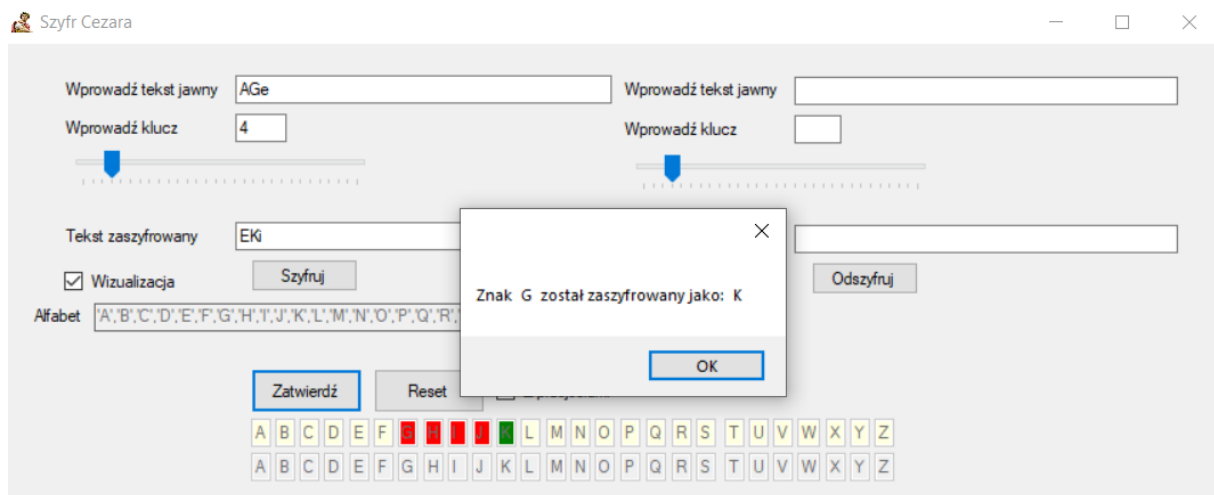 Szyfr Cezara
Wprowadź tekst jawny AGe Wprowadź tekst jawny
Wprowadź klucz 4 Wprowadź klucz
Tekst zaszyfrowany EKi
Wizualizacja Szyfruj Odszyfruj
Znak G został zaszyfrowany jako: K
Alfabet 'A','B','C','D','E','F','G','H','I','J','K','L','M','N','O','P','Q','R','
OK
Zatwierdź Reset
A B C D E F G H I J K L M N O P Q R S T U V W X Y Z
A B C D E F G H I J K L M N O P Q R S T U V W X Y Z